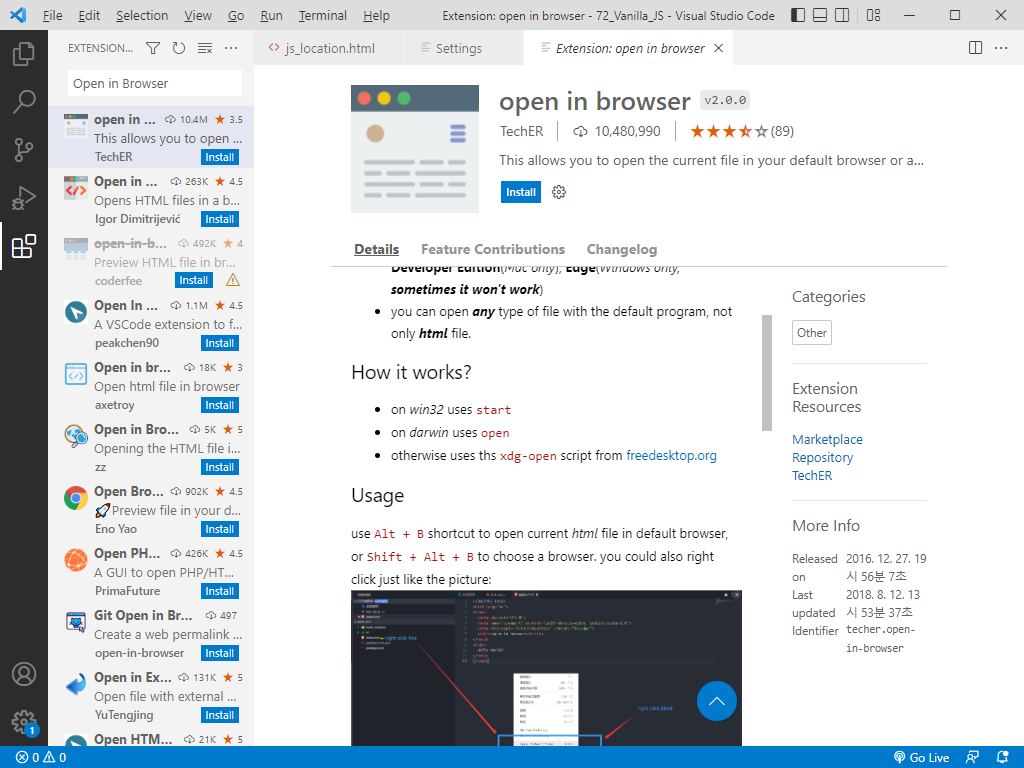 File Edit Selection View Go Run Terminal Help
Extension: open in browser - 72_Vanilla_JS - Visual Studio Code
EXTENSION...
js_location.html
Settings
Extension: open in browser
Open in Browser
open in ... 10.4M 3.5
This allows you to open ...
TechER Install
Open in ... 263K 4.5
Opens HTML files in a b...
Igor Dimitrijević Install
open-in-b... 492K 4
Preview HTML file in br...
coderfee Install
Open In ... 1.1M 4.5
A VSCode extension to f...
peakchen90 Install
Open in br... 18K 3
Open html file in browser
axetroy Install
Open in Bro... 5K 5
Opening the HTML file i...
zz Install
Open Bro... 902K 4.5
🚀Preview file in your d...
Eno Yao Install
Open PH... 426K 4.5
A GUI to open PHP/HT...
PrimaFuture Install
Git Open in Br... 497
Create a web permalink ...
open-in-browser Install
Open in Ex... 131K 5
Open file with external ...
YuTengjing Install
Open HTM... 21K 5
open in browser v2.0.0
TechER 10,480,990 (89)
This allows you to open the current file in your default browser or a...
Install
Details Feature Contributions Changelog
Developer Edition(Mac only), Edge(Windows only,
sometimes it won't work)
• you can open any type of file with the default program, not
only html file.
How it works?
• on win32 uses start
• on darwin uses open
• otherwise uses ths xdg-open script from freedesktop.org
Usage
use Alt + B shortcut to open current html file in default browser,
or Shift + Alt + B to choose a browser. you could also right
click just like the picture:
right click this
right click blank
Categories
Other
Extension
Resources
Marketplace
Repository
TechER
More Info
Released on 2016. 12. 27. 19시 56분 7초
Last updated 2018. 8. 12. 13시 53분 37초
Identifier techer.open-in-browser
1
0 0
Go Live